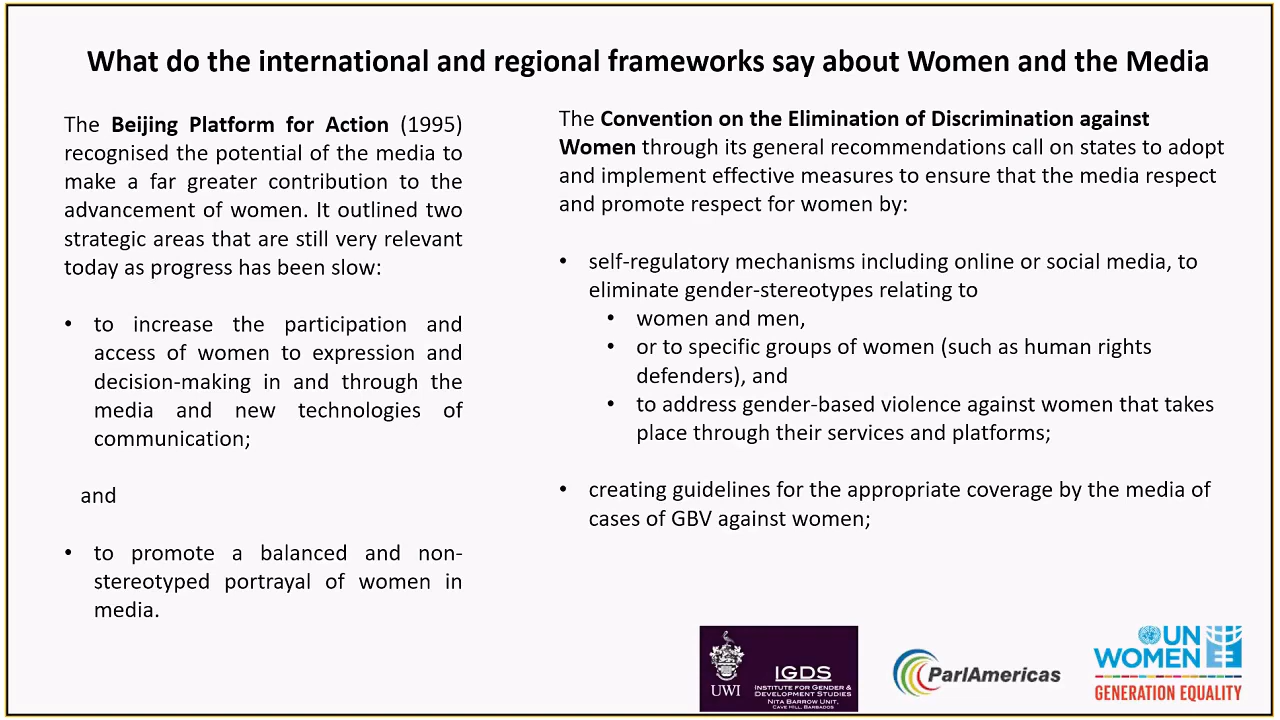 What do the international and regional frameworks say about Women and the Media
The Beijing Platform for Action (1995)
recognised the potential of the media to
make a far greater contribution to the
advancement of women. It outlined two
strategic areas that are still very relevant
today as progress has been slow:
• to increase the participation and
access of women to expression and
decision-making in and through the
media and new technologies of
communication;
and
• to promote a balanced and non-
stereotyped portrayal of women in
media.
The Convention on the Elimination of Discrimination against
Women through its general recommendations call on states to adopt
and implement effective measures to ensure that the media respect
and promote respect for women by:
• self-regulatory mechanisms including online or social media, to
eliminate gender-stereotypes relating to
• women and men,
• or to specific groups of women (such as human rights
defenders), and
• to address gender-based violence against women that takes
place through their services and platforms;
• creating guidelines for the appropriate coverage by the media of
cases of GBV against women;
UWI
IGDS
INSTITUTE FOR GENDER &
DEVELOPMENT STUDIES
NITA BARROW UNIT,
CAVE HILL, BARBADOS
ParlAmericas
UN
WOMEN
GENERATION EQUALITY